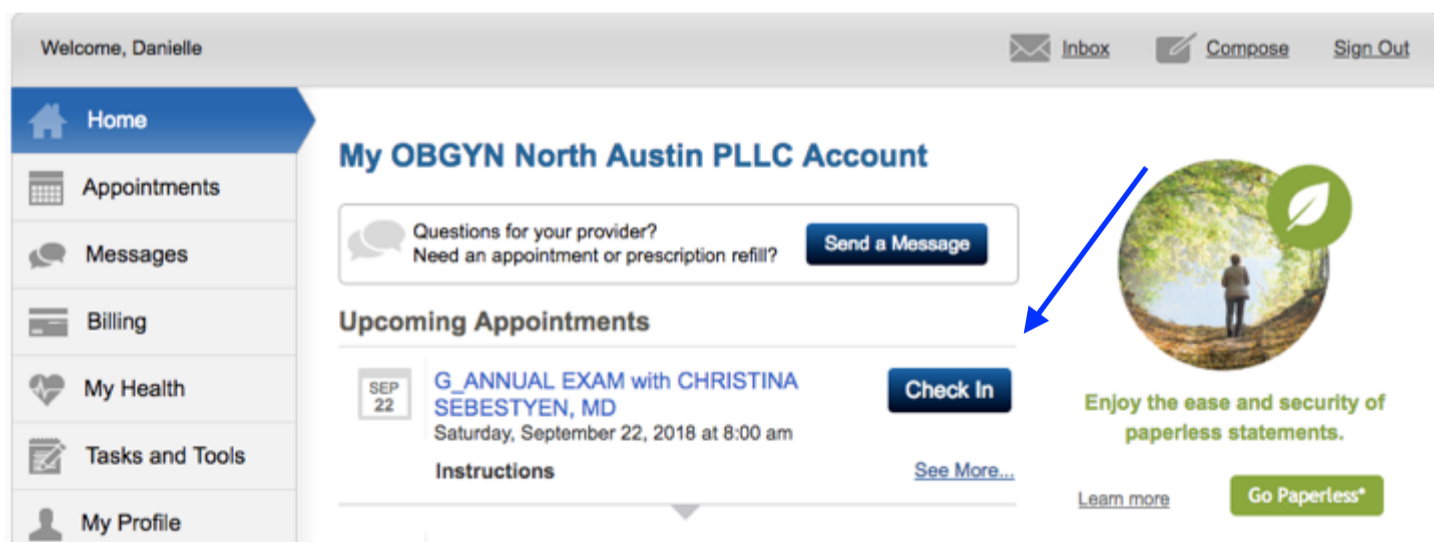 Welcome, Danielle
Inbox
Compose
Sign Out
Home
Appointments
Messages
Billing
My Health
Tasks and Tools
My Profile
My OBGYN North Austin PLLC Account
Questions for your provider?
Need an appointment or prescription refill?
Send a Message
Upcoming Appointments
SEP
22
G_ANNUAL EXAM with CHRISTINA
SEBESTYEN, MD
Saturday, September 22, 2018 at 8:00 am
Check In
Instructions
See More...
Enjoy the ease and security of
paperless statements.
Learn more
Go Paperless*